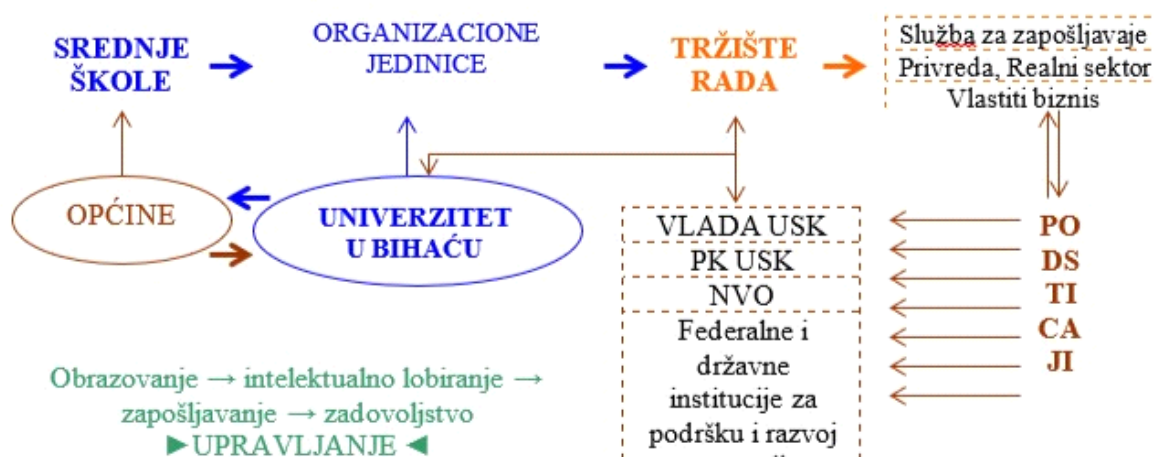 SREDNJE
ŠKOLE
ORGANIZACIONE
JEDINICE
TRŽIŠTE
RADA
Služba za zapošljavaje
Privreda, Realni sektor
Vlastiti biznis
OPĆINE
UNIVERZITET
U BIHAĆU
VLADA USK
PK USK
NVO
Federalne i
državne
institucije za
podršku i razvoj
PO
DS
TI
CA
JI
Obrazovanje → intelektualno lobiranje →
zapošljavanje → zadovoljstvo
►UPRAVLJANJE ◄